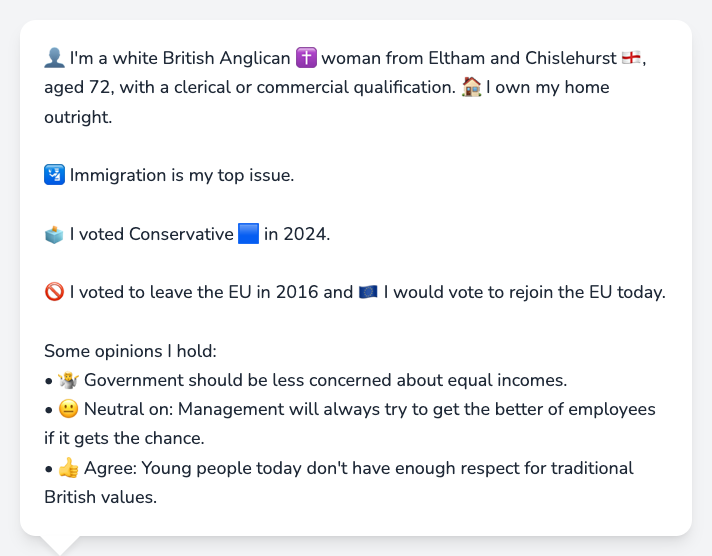 👤 I'm a white British Anglican ✝️ woman from Eltham and Chislehurst 🏴󠁧󠁢󠁥󠁮󠁧󠁿,
aged 72, with a clerical or commercial qualification. 🏠 I own my home
outright.
🛂 Immigration is my top issue.
🗳️ I voted Conservative 🟦 in 2024.
🚫 I voted to leave the EU in 2016 and 🇪🇺 I would vote to rejoin the EU today.
Some opinions I hold:
• 🤷 Government should be less concerned about equal incomes.
• 😐 Neutral on: Management will always try to get the better of employees
if it gets the chance.
• 👍 Agree: Young people today don't have enough respect for traditional
British values.